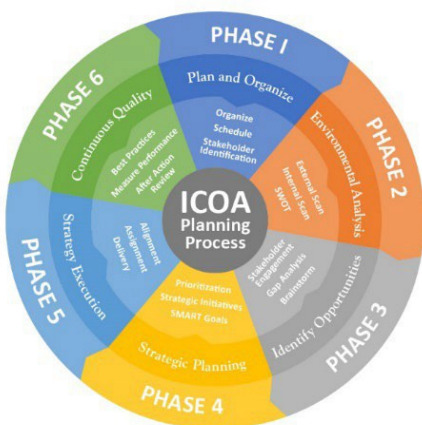 PHASE I
Plan and Organize
Organize
Schedule
Stakeholder
Identification
PHASE 2
Environmental Analysis
External Scan
Internal Scan
SWOT
PHASE 3
Identify Opportunities
Stakeholder
Engagement
Gap Analysis
Brainstorm
PHASE 4
Strategic Planning
Prioritization
Strategic Initiatives
SMART Goals
PHASE 5
Strategy Execution
Alignment
Assignment
Delivery
PHASE 6
Continuous Quality
Best Practices
Measure Performance
After Action
Review
ICOA
Planning
Process